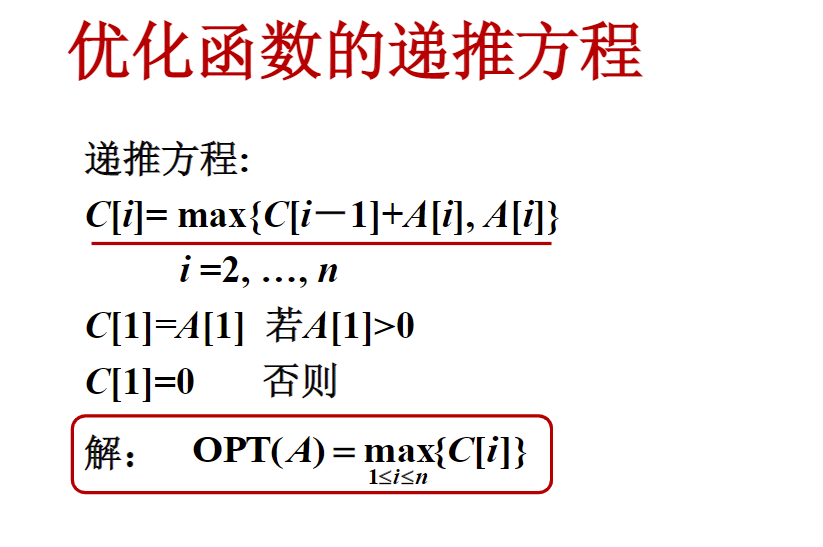 优化函数的递推方程
递推方程:
C[i]= max{C[i－1]+A[i], A[i]}
i =2, …, n
C[1]=A[1] 若A[1]>0
C[1]=0 否则
解： OPT(A) = max{C[i]}
1≤i≤n